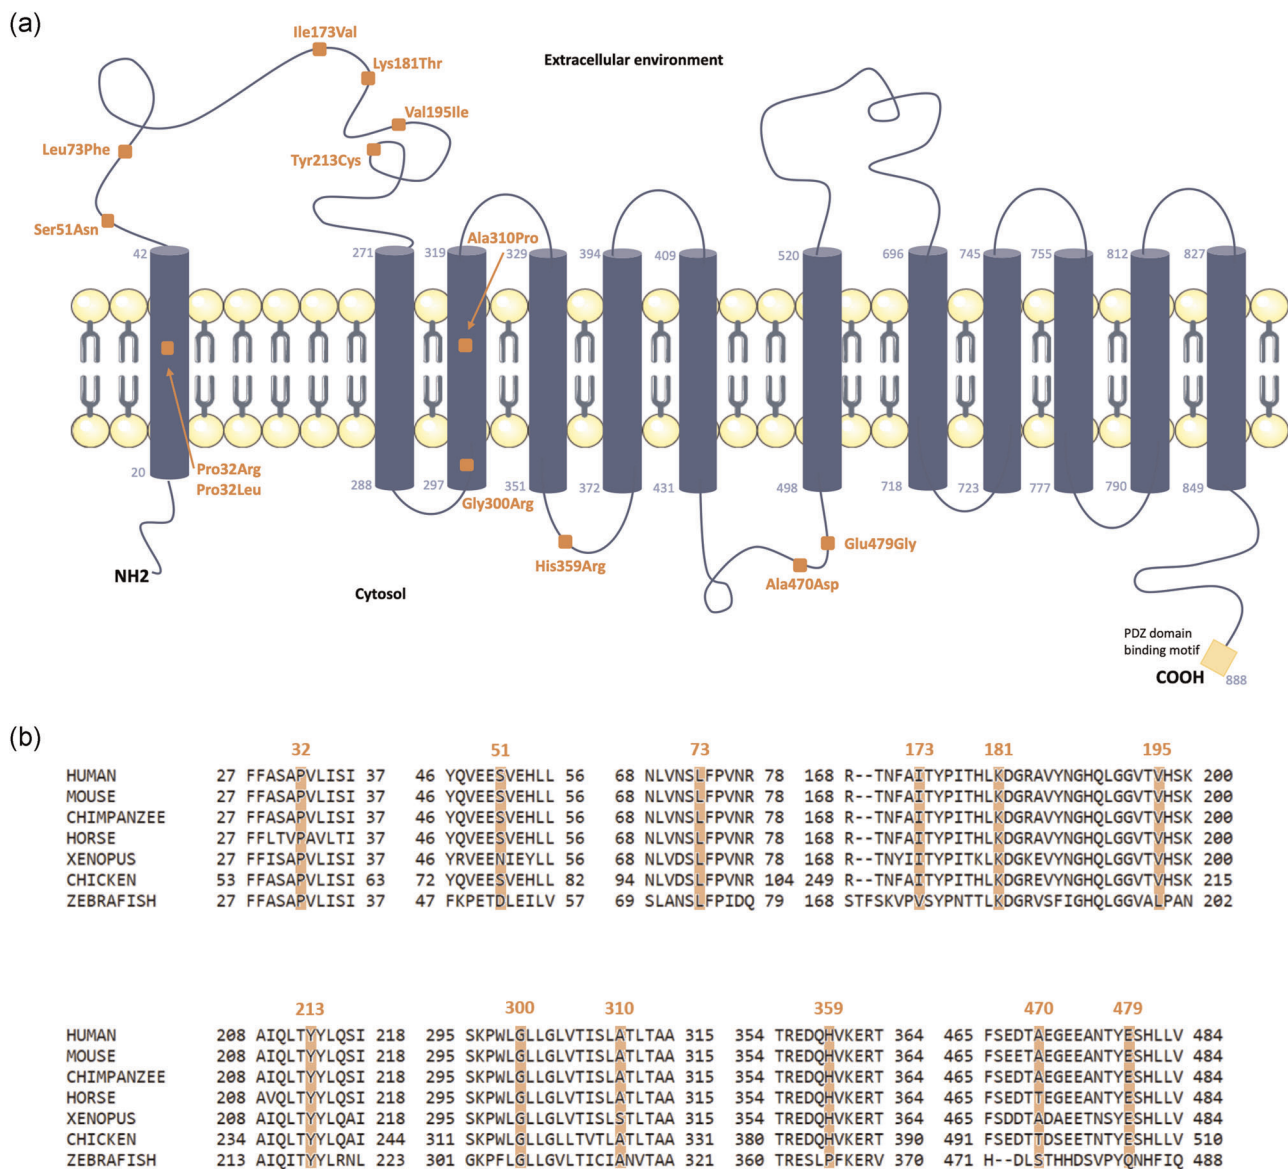 (a)
Ile173Val
Extracellular environment
Lys181Thr
Val195Ile
Leu73Phe
Tyr213Cys
Ser51Asn
Ala310Pro
42 271 319 329 394 409 520 696 745 755 812 827
Pro32Arg
Pro32Leu
20 288 297 351 372 431 498 718 723 777 790 849
Gly300Arg
His359Arg
Glu479Gly
Ala470Asp
NH2
Cytosol
PDZ domain
binding motif
COOH 888
(b)
32 51 73 173 181 195
HUMAN 27 FFASAPVLISI 37 46 YQVEESVEHLL 56 68 NLVNSLFPVNR 78 168 R--TNFAITYPITHLKDGRAVYNGHQLGGVTVHSK 200
MOUSE 27 FFASAPVLISI 37 46 YQVEESVEHLL 56 68 NLVNSLFPVNR 78 168 R--TNFAITYPITHLKDGRAVYNGHQLGGVTVHSK 200
CHIMPANZEE 27 FFASAPVLISI 37 46 YQVEESVEHLL 56 68 NLVNSLFPVNR 78 168 R--TNFAITYPITHLKDGRAVYNGHQLGGVTVHSK 200
HORSE 27 FFLTVPAVLTI 37 46 YQVEESVEHLL 56 68 NLVNSLFPVNR 78 168 R--TNFAITYPITHLKDGRAVYNGHQLGGVTVHSK 200
XENOPUS 27 FFISAPVLISI 37 46 YRVEENIEYLL 56 68 NLVDSLFPVNR 78 168 R--TNYIITYPITKLKDGKEVYNGHQLGGVTVHSK 200
CHICKEN 53 FFASAPVLISI 63 72 YQVEESVEHLL 82 94 NLVDSLFPVNR 104 249 R--TNFAITYPITHLKDGREVYNGHQLGGVTVHSK 215
ZEBRAFISH 27 FFASAPVLISI 37 47 FKPETDLEILV 57 69 SLANSLFPIDQ 79 168 STFSKVPVSYPNTTLKDGRVSFIGHQLGGVALPAN 202
213 300 310 359 470 479
HUMAN 208 AIQLTYYLQSI 218 295 SKPWLGLLGLVTISLATLTAA 315 354 TREDQHVKERT 364 465 FSEDTAEGEEANTYESHLLV 484
MOUSE 208 AIQLTYYLQSI 218 295 SKPWLGLLGLVTISLATLTAA 315 354 TREDQHVKERT 364 465 FSEETAEGEEANTYESHLLV 484
CHIMPANZEE 208 AIQLTYYLQSI 218 295 SKPWLGLLGLVTISLATLTAA 315 354 TREDQHVKERT 364 465 FSEDTAEGEEANTYESHLLV 484
HORSE 208 AVQLTYYLQSI 218 295 SKPWLGLLGLVTISLATLTAA 315 354 TREDQHVKERT 364 465 FSEDTTEGEEANTYESHLLV 484
XENOPUS 208 AIQLTYYLQAI 218 295 SKPWLGLLGLVTISLSTLTAA 315 354 TREDQHVKERT 364 465 FSDDTADAEETNSYESHLLV 484
CHICKEN 234 AIQLTYYLQAI 244 311 SKPWLGLLGLLTVTLATLTAA 331 380 TREDQHVKERT 390 491 FSEDTTDSEETNTYESHLLV 510
ZEBRAFISH 213 AIQITYYLRNL 223 301 GKPFLGLLGLVTICIANVTAA 321 360 TRESLPFKERV 370 471 H--DLSTHHDSVPYQNHFIQ 488